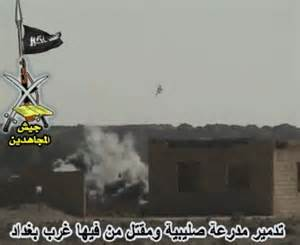 جيش
المجاهدين
تدمير مدرعة صليبية ومقتل من فيها غرب بغداد